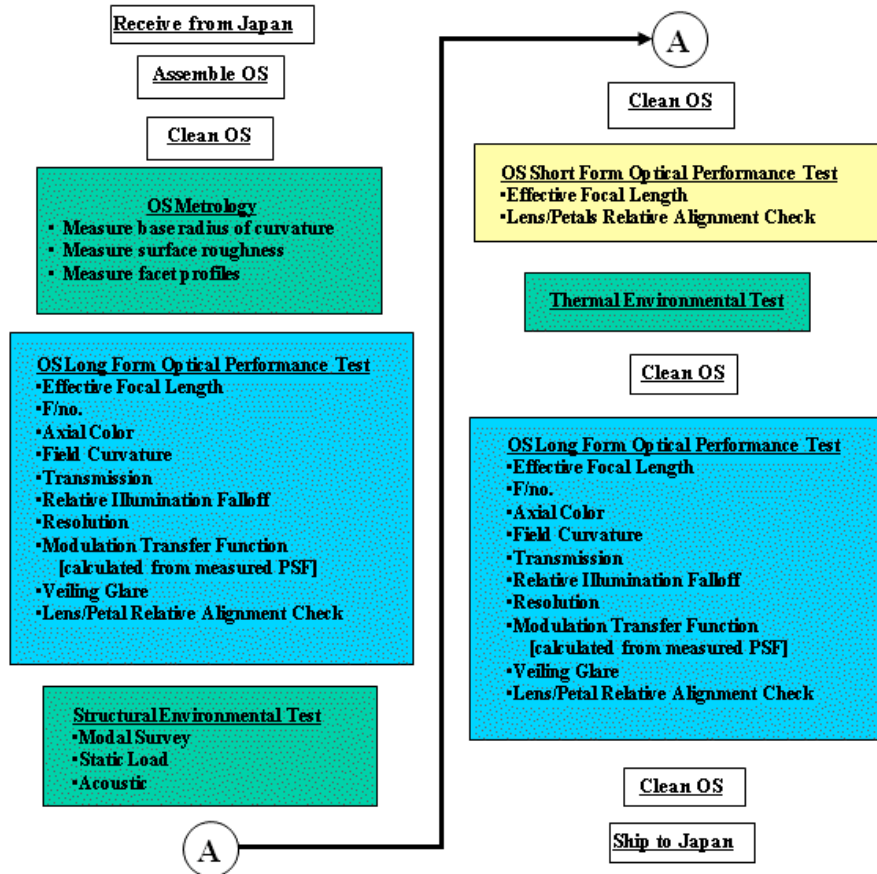 Receive from Japan
Assemble OS
Clean OS
OS Metrology
• Measure base radius of curvature
• Measure surface roughness
• Measure facet profiles
OS Long Form Optical Performance Test
▪Effective Focal Length
▪F/no.
▪Axial Color
▪Field Curvature
▪Transmission
▪Relative Illumination Falloff
▪Resolution
▪Modulation Transfer Function
[calculated from measured PSF]
▪Veiling Glare
▪Lens/Petal Relative Alignment Check
Structural Environmental Test
▪Modal Survey
▪Static Load
▪Acoustic
A
A
Clean OS
OS Short Form Optical Performance Test
▪Effective Focal Length
▪Lens/Petals Relative Alignment Check
Thermal Environmental Test
Clean OS
OS Long Form Optical Performance Test
▪Effective Focal Length
▪F/no.
▪Axial Color
▪Field Curvature
▪Transmission
▪Relative Illumination Falloff
▪Resolution
▪Modulation Transfer Function
[calculated from measured PSF]
▪Veiling Glare
▪Lens/Petal Relative Alignment Check
Clean OS
Ship to Japan